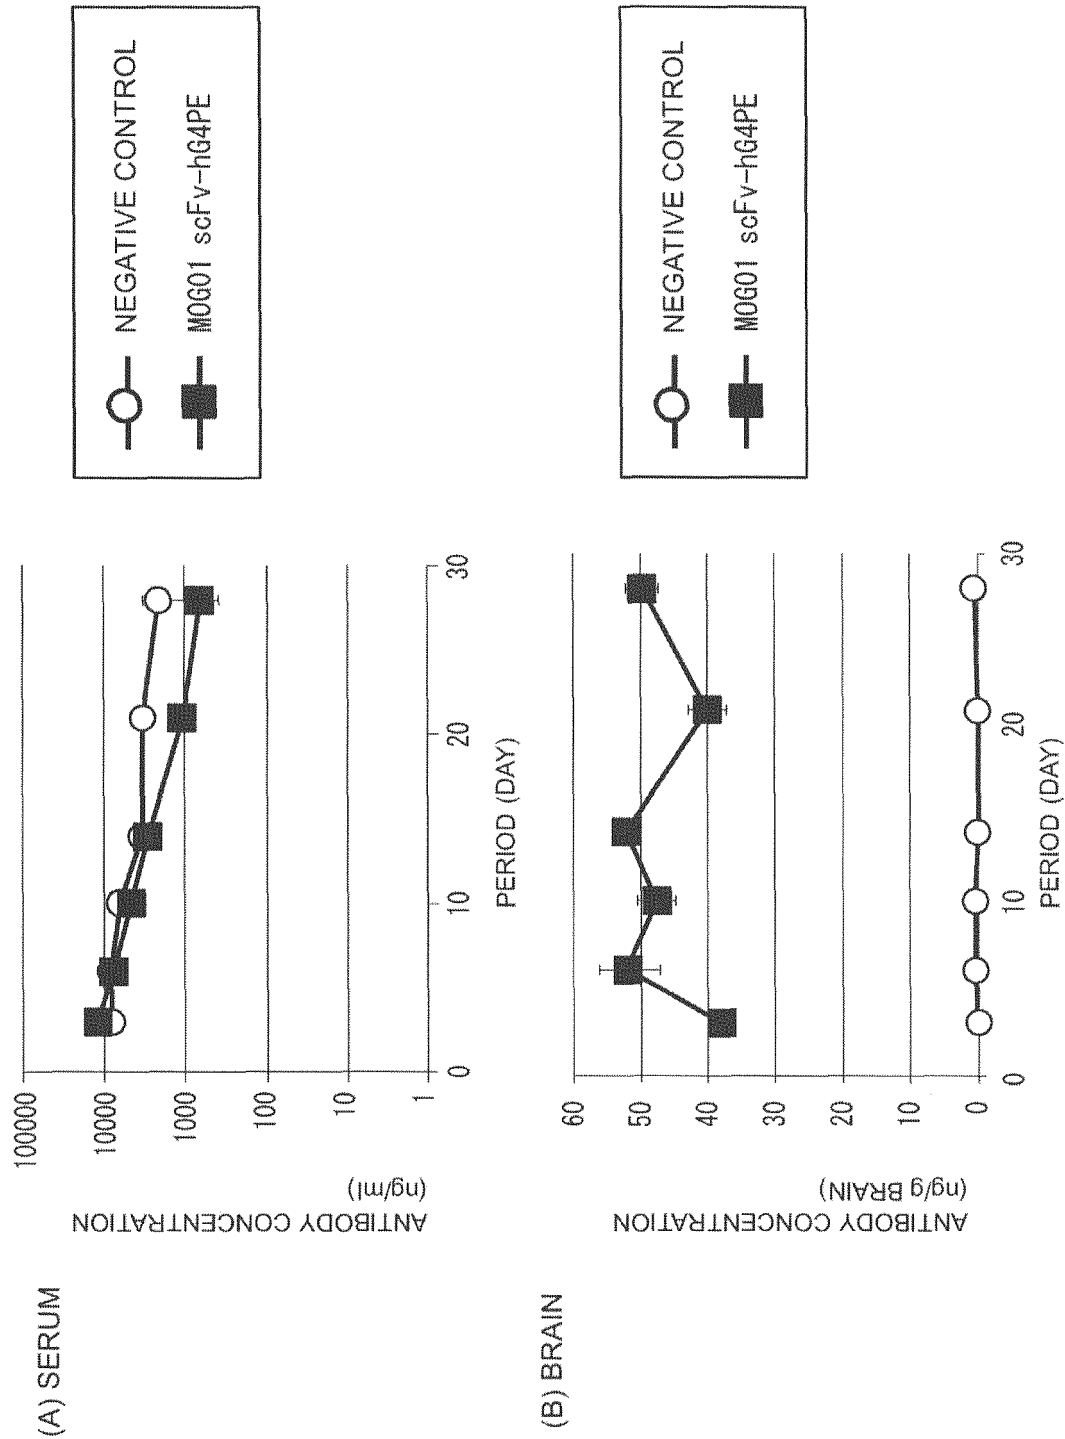 (A) SERUM
ANTIBODY CONCENTRATION
(ng/ml)
100000
10000
1000
100
10
1
0
10
20
30
PERIOD (DAY)
NEGATIVE CONTROL
MOG01 scFv-hG4PE
(B) BRAIN
ANTIBODY CONCENTRATION
(ng/g BRAIN)
60
50
40
30
20
10
0
0
10
20
30
PERIOD (DAY)
NEGATIVE CONTROL
MOG01 scFv-hG4PE